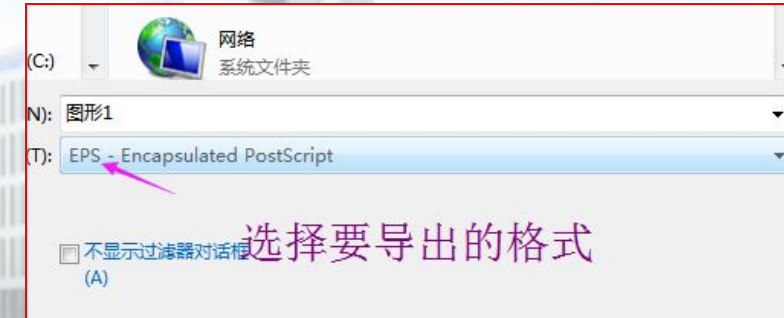 网络
(C:)
系统文件夹
N): 图形1
(T): EPS - Encapsulated PostScript
选择要导出的格式
不显示过滤器对话框
(A)